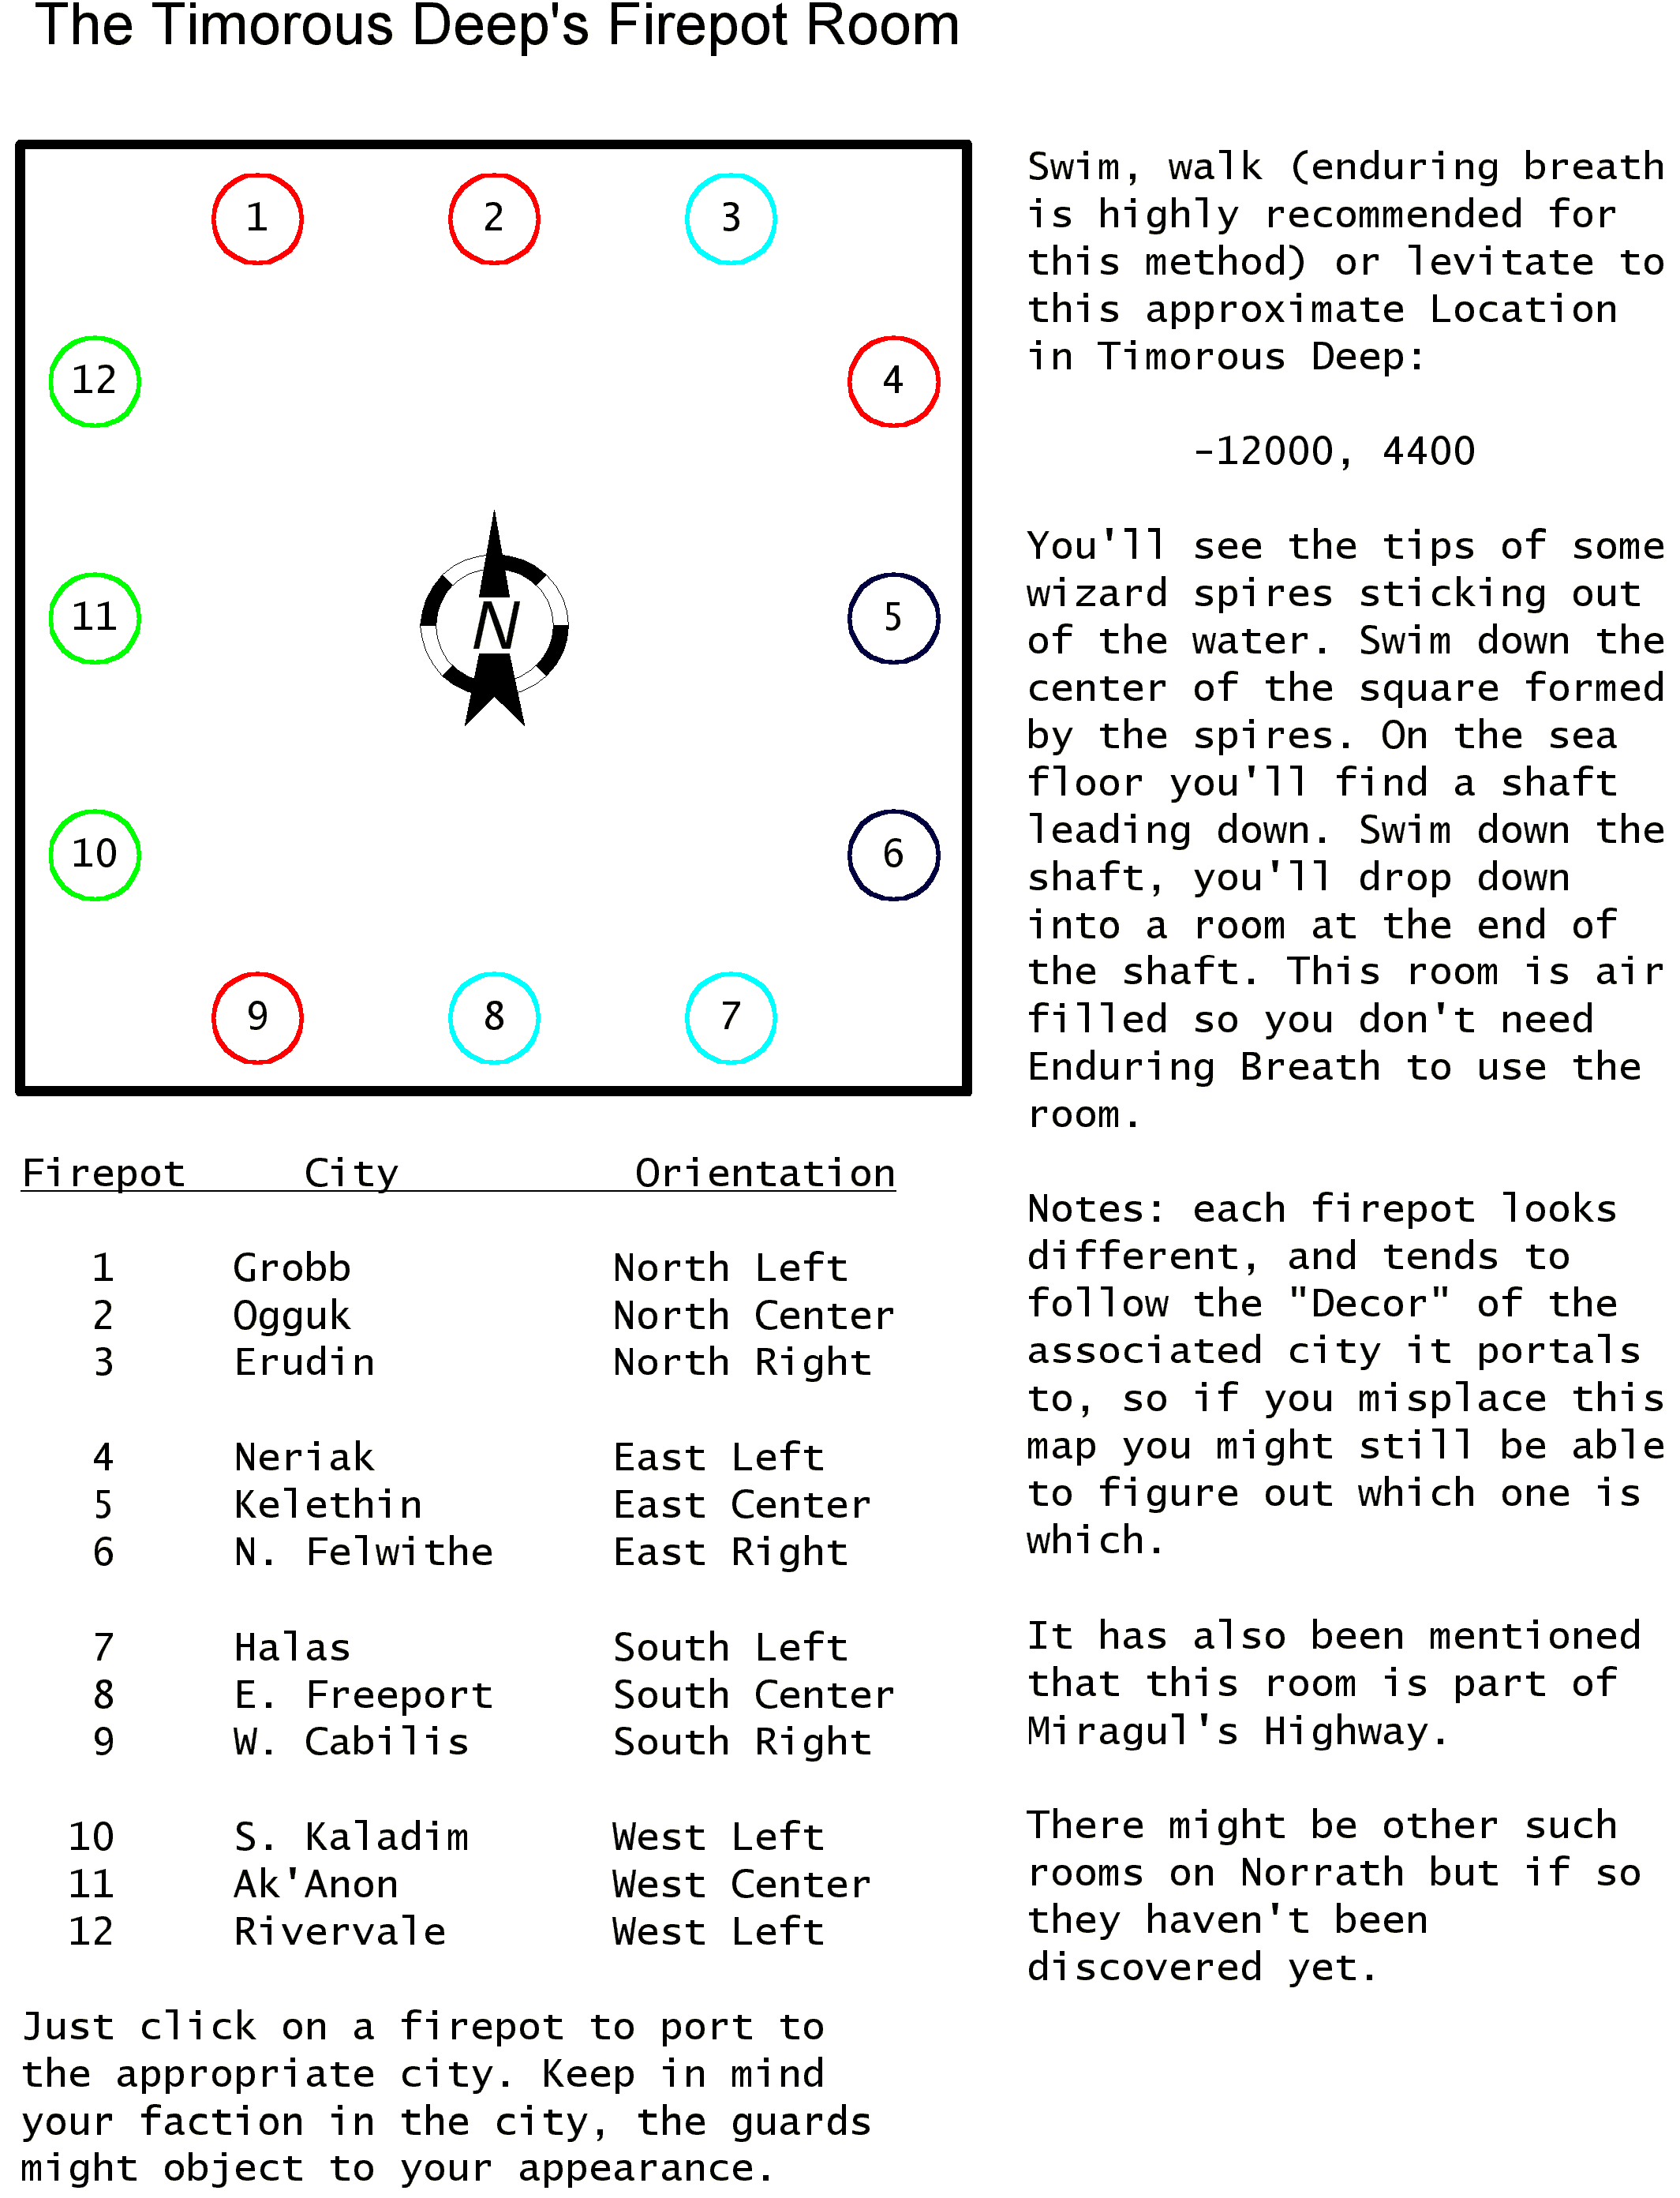 The Timorous Deep's Firepot Room
1
2
3
12
4
11
N
5
10
6
9
8
7
Firepot City Orientation
1 Grobb North Left
2 Ogguk North Center
3 Erudin North Right
4 Neriak East Left
5 Kelethin East Center
6 N. Felwithe East Right
7 Halas South Left
8 E. Freeport South Center
9 W. Cabilis South Right
10 S. Kaladim West Left
11 Ak'Anon West Center
12 Rivervale West Left
Just click on a firepot to port to
the appropriate city. Keep in mind
your faction in the city, the guards
might object to your appearance.
Swim, walk (enduring breath
is highly recommended for
this method) or levitate to
this approximate Location
in Timorous Deep:
-12000, 4400
You'll see the tips of some
wizard spires sticking out
of the water. Swim down the
center of the square formed
by the spires. On the sea
floor you'll find a shaft
leading down. Swim down the
shaft, you'll drop down
into a room at the end of
the shaft. This room is air
filled so you don't need
Enduring Breath to use the
room.
Notes: each firepot looks
different, and tends to
follow the "Decor" of the
associated city it portals
to, so if you misplace this
map you might still be able
to figure out which one is
which.
It has also been mentioned
that this room is part of
Miragul's Highway.
There might be other such
rooms on Norrath but if so
they haven't been
discovered yet.